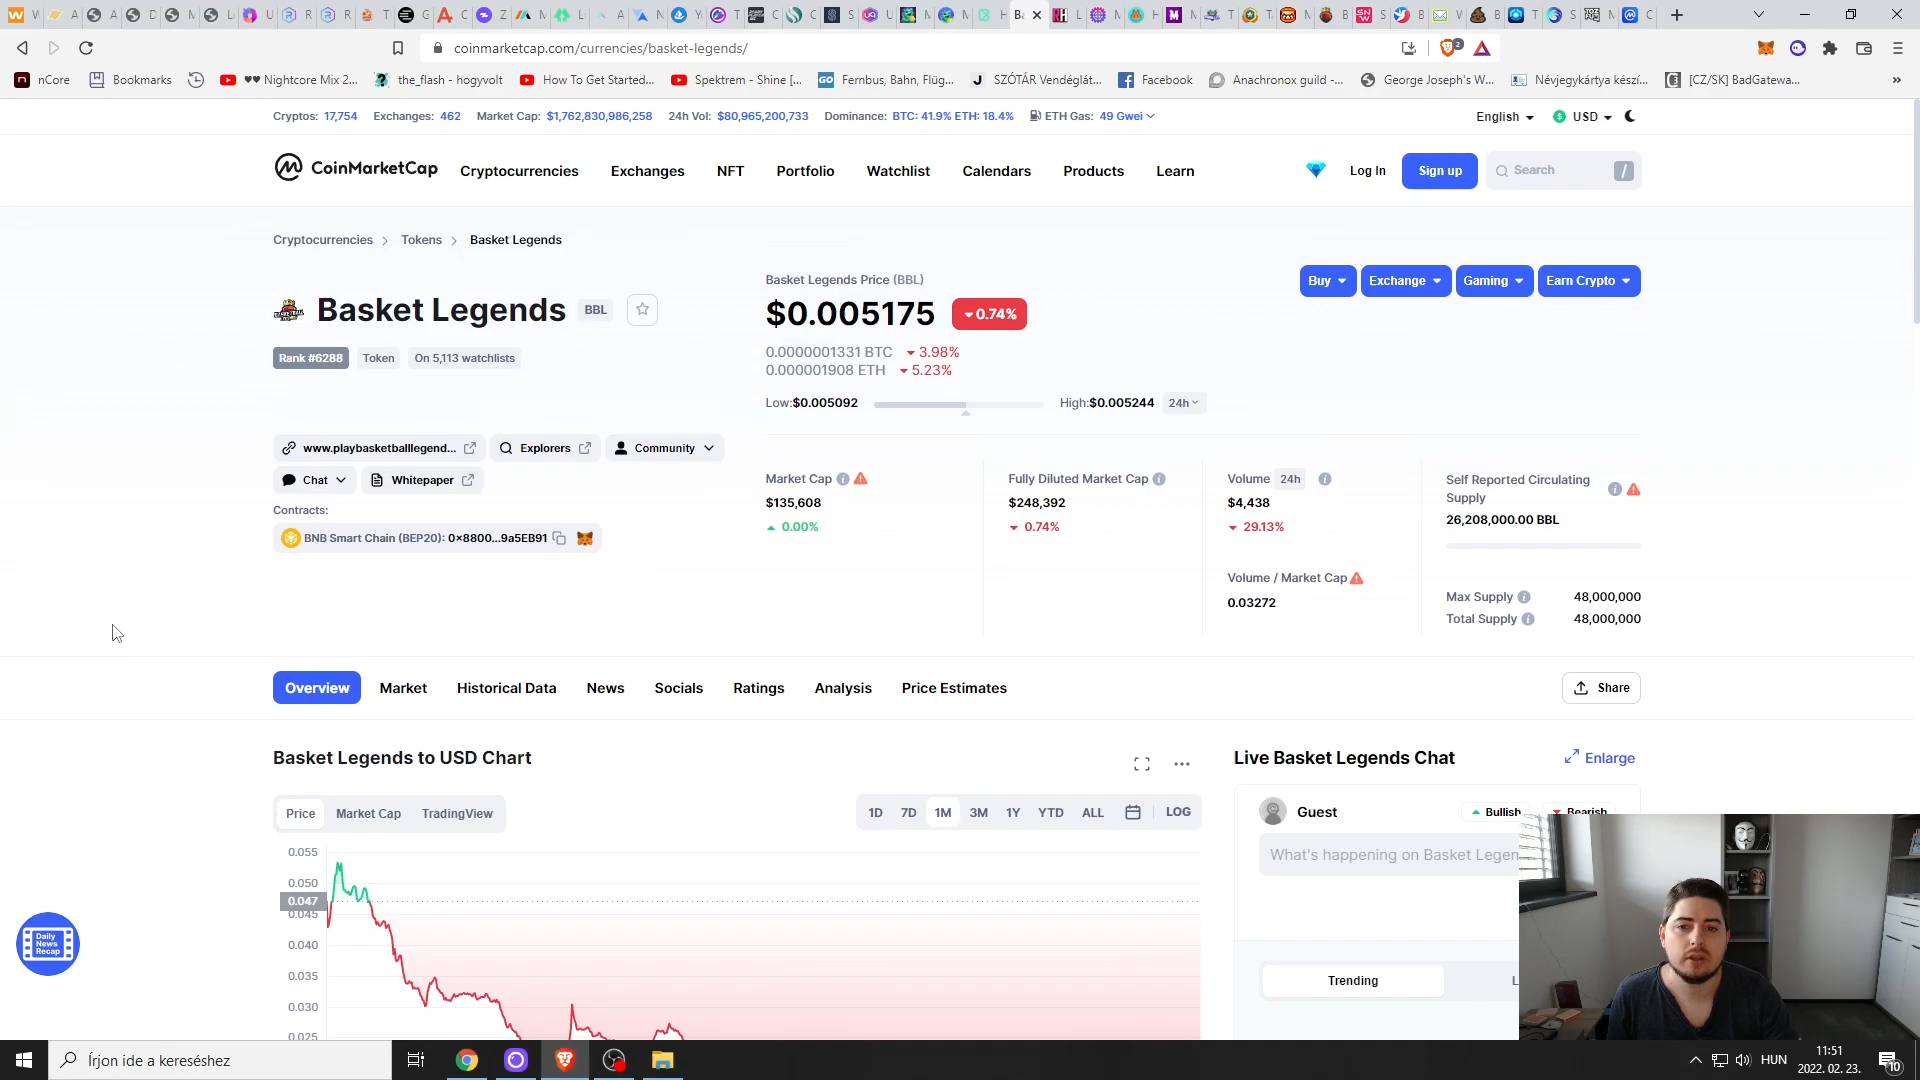 coinmarketcap.com/currencies/basket-legends/
2
nCore
Bookmarks
♥♥ Nightcore Mix 2...
the_flash - hogyvolt
How To Get Started...
Spektrem - Shine [...
Fernbus, Bahn, Flüg...
SZÓTÁR Vendéglát...
Facebook
Anachronox guild -...
George Joseph's W...
Névjegykártya készí...
[CZ/SK] BadGatewa...
Cryptos: 17,754 Exchanges: 462 Market Cap: $1,762,830,986,258 24h Vol: $80,965,200,733 Dominance: BTC: 41.9% ETH: 18.4% ETH Gas: 49 Gwei
English USD
CoinMarketCap
Cryptocurrencies Exchanges NFT Portfolio Watchlist Calendars Products Learn
Log In
Sign up
Search /
Cryptocurrencies > Tokens > Basket Legends
Basket Legends BBL
Rank #6288 Token On 5,113 watchlists
www.playbasketballlegend... Explorers Community
Chat Whitepaper
Contracts:
BNB Smart Chain (BEP20): 0x8800...9a5EB91
Basket Legends Price (BBL)
$0.005175 0.74%
0.0000001331 BTC 3.98%
0.000001908 ETH 5.23%
Low:$0.005092 High:$0.005244 24h
Buy Exchange Gaming Earn Crypto
Market Cap
$135,608
0.00%
Fully Diluted Market Cap
$248,392
0.74%
Volume 24h
$4,438
29.13%
Volume / Market Cap
0.03272
Self Reported Circulating
Supply
26,208,000.00 BBL
Max Supply 48,000,000
Total Supply 48,000,000
Overview Market Historical Data News Socials Ratings Analysis Price Estimates
Share
Basket Legends to USD Chart
Price Market Cap TradingView
1D 7D 1M 3M 1Y YTD ALL LOG
0.055
0.050
0.047
0.045
0.040
0.035
0.030
0.025
Live Basket Legends Chat
Enlarge
Guest
Bullish Bearish
What's happening on Basket Legen
Trending
Daily
News
Recap
Írjon ide a kereséshez
HUN
11:51
2022. 02. 23.
10